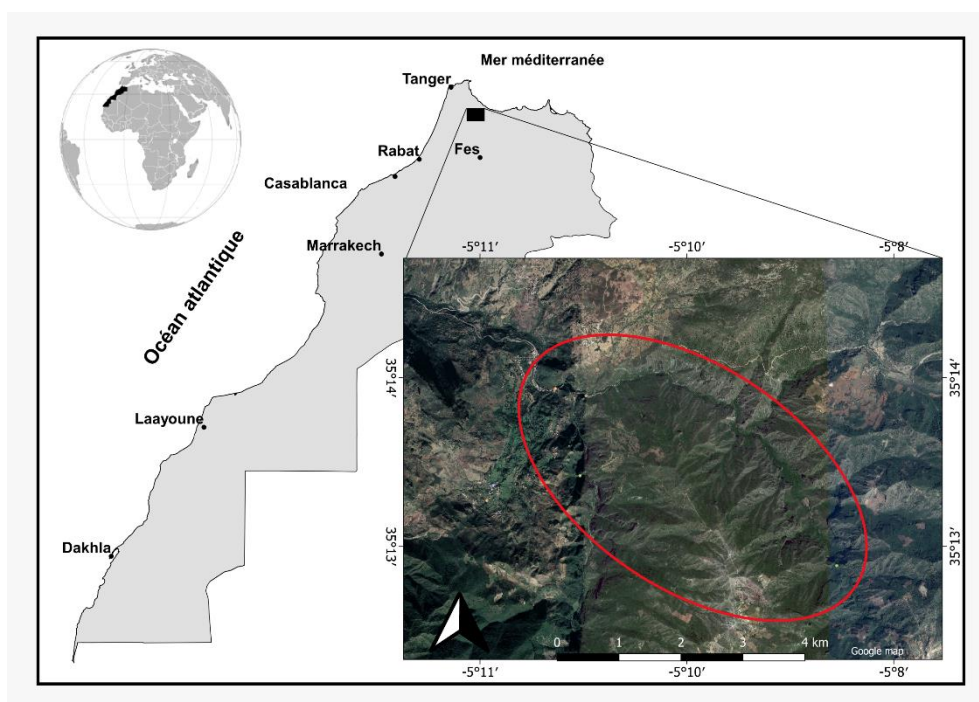 Mer méditerranée
Tanger
Rabat
Fes
Casablanca
Marrakech
Océan atlantique
Laayoune
Dakhla
-5°11′ -5°10′ -5°8′
35°14′ 35°14′
35°13′ 35°13′
0 1 2 3 4 km
Google map
-5°11′ -5°10′ -5°8′